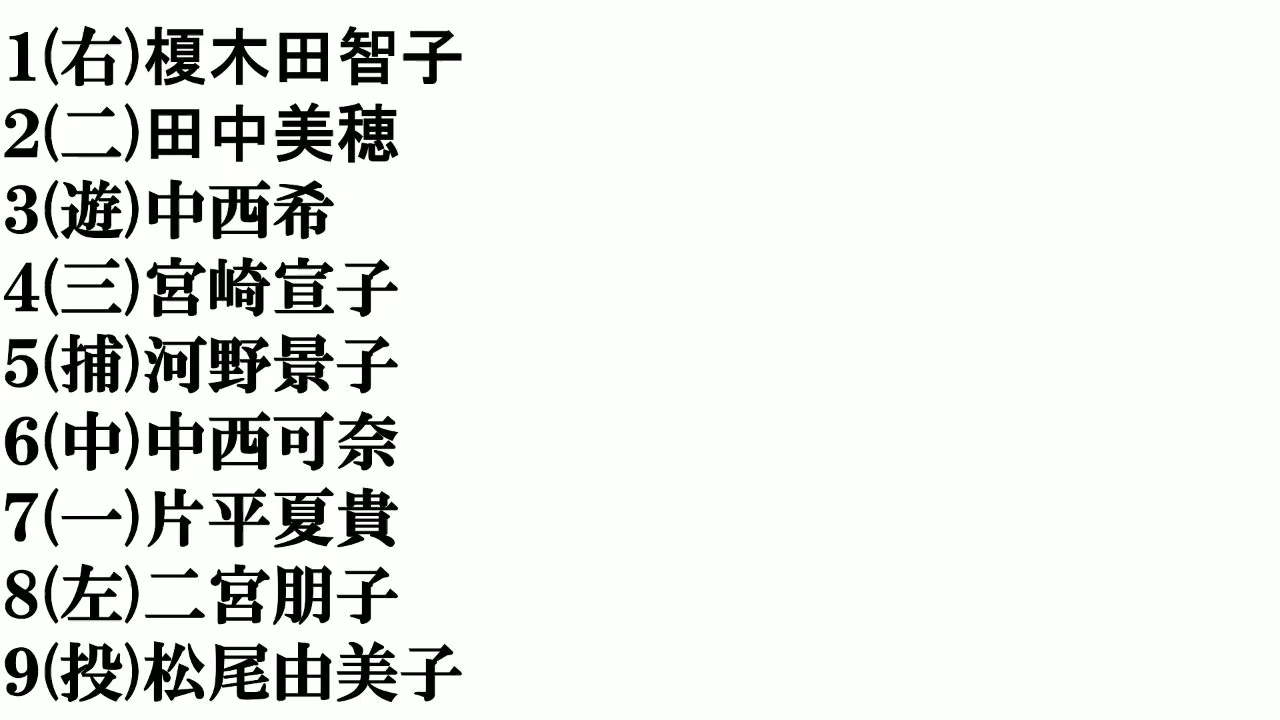 1(右)榎木田智子
2(二)田中美穂
3(遊)中西希
4(三)宮崎宣子
5(捕)河野景子
6(中)中西可奈
7(一)片平夏貴
8(左)二宮朋子
9(投)松尾由美子